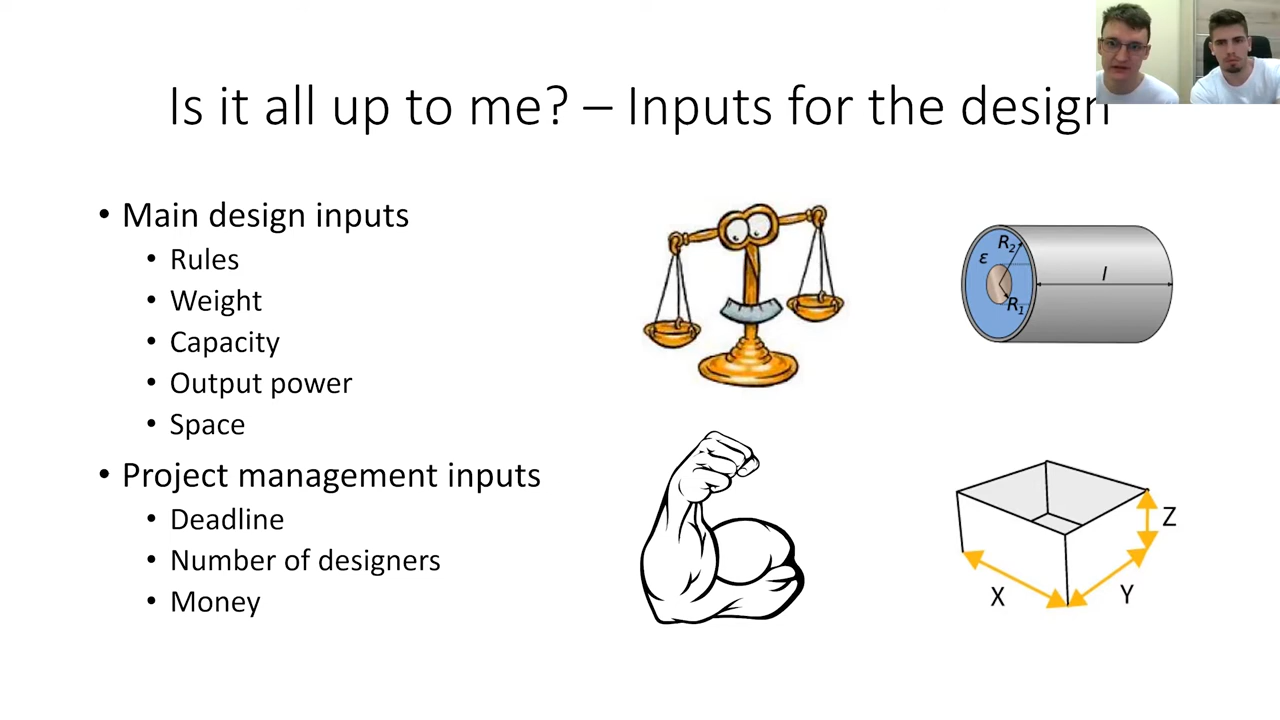 Is it all up to me? – Inputs for the design
• Main design inputs
• Rules
• Weight
• Capacity
• Output power
• Space
• Project management inputs
• Deadline
• Number of designers
• Money
R₂
ε
l
R₁
Z
X
Y